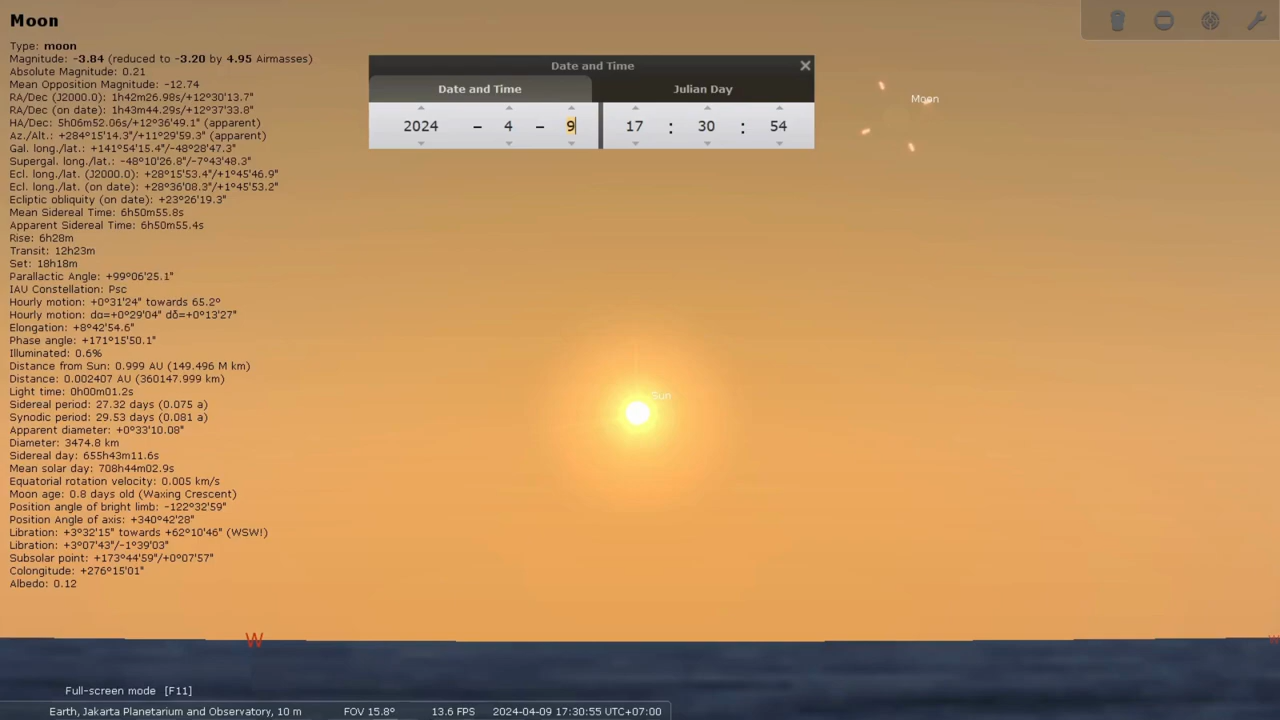 Moon
Type: moon
Magnitude: -3.84 (reduced to -3.20 by 4.95 Airmasses)
Absolute Magnitude: 0.21
Mean Opposition Magnitude: -12.74
RA/Dec (J2000.0): 1h42m26.98s/+12°30'13.7"
RA/Dec (on date): 1h43m44.29s/+12°37'33.8"
HA/Dec: 5h06m52.06s/+12°36'49.1" (apparent)
Az./Alt.: +284°15'14.3"/+11°29'59.3" (apparent)
Gal. long./lat.: +141°54'15.4"/-48°28'47.3"
Supergal. long./lat.: -48°10'26.8"/-7°43'48.3"
Ecl. long./lat. (J2000.0): +28°15'53.4"/+1°45'46.9"
Ecl. long./lat. (on date): +28°36'08.3"/+1°45'53.2"
Ecliptic obliquity (on date): +23°26'19.3"
Mean Sidereal Time: 6h50m55.8s
Apparent Sidereal Time: 6h50m55.4s
Rise: 6h28m
Transit: 12h23m
Set: 18h18m
Parallactic Angle: +99°06'25.1"
IAU Constellation: Psc
Hourly motion: +0°31'24" towards 65.2°
Hourly motion: dα=+0°29'04" dδ=+0°13'27"
Elongation: +8°42'54.6"
Phase angle: +171°15'50.1"
Illuminated: 0.6%
Distance from Sun: 0.999 AU (149.496 M km)
Distance: 0.002407 AU (360147.999 km)
Light time: 0h00m01.2s
Sidereal period: 27.32 days (0.075 a)
Synodic period: 29.53 days (0.081 a)
Apparent diameter: +0°33'10.08"
Diameter: 3474.8 km
Sidereal day: 655h43m11.6s
Mean solar day: 708h44m02.9s
Equatorial rotation velocity: 0.005 km/s
Moon age: 0.8 days old (Waxing Crescent)
Position angle of bright limb: -122°32'59"
Position Angle of axis: +340°42'28"
Libration: +3°32'15" towards +62°10'46" (WSW!)
Libration: +3°07'43"/-1°39'03"
Subsolar point: +173°44'59"/+0°07'57"
Colongitude: +276°15'01"
Albedo: 0.12
Date and Time
Date and Time Julian Day
2024 - 4 - 9 17 : 30 : 54
Moon
Sun
W
Full-screen mode [F11]
Earth, Jakarta Planetarium and Observatory, 10 m FOV 15.8° 13.6 FPS 2024-04-09 17:30:55 UTC+07:00